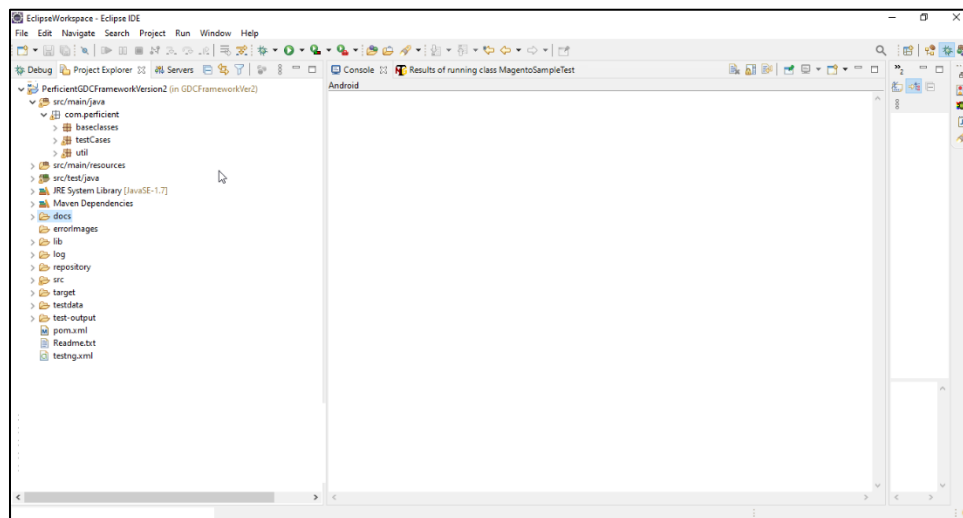 EclipseWorkspace - Eclipse IDE
File Edit Navigate Search Project Run Window Help
Debug Project Explorer Servers
Console Results of running class MagentoSampleTest
Android
PerficientGDCFrameworkVersion2 (in GDCFrameworkVer2)
src/main/java
com.perficient
baseclasses
testCases
util
src/main/resources
src/test/java
JRE System Library [JavaSE-1.7]
Maven Dependencies
docs
errorImages
lib
log
repository
src
target
testdata
test-output
pom.xml
Readme.txt
testng.xml